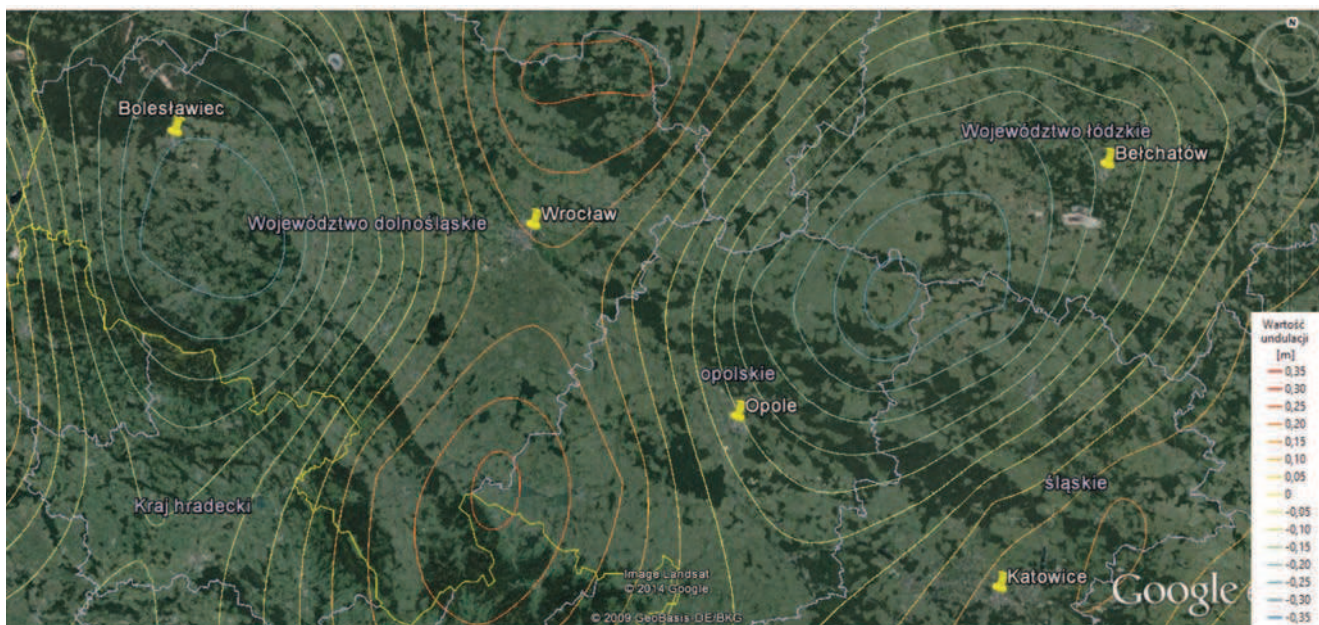 N
Bolesławiec
Województwo łódzkie
Bełchatów
Wrocław
Województwo dolnośląskie
opolskie
Opole
śląskie
Kraj hradecki
Katowice
Image Landsat
© 2014 Google
© 2009 GeoBasis-DE/BKG
Google e
Wartość
undulacji
[m]
0,35
0,30
0,25
0,20
0,15
0,10
0,05
0
-0,05
-0,10
-0,15
-0,20
-0,25
-0,30
-0,35